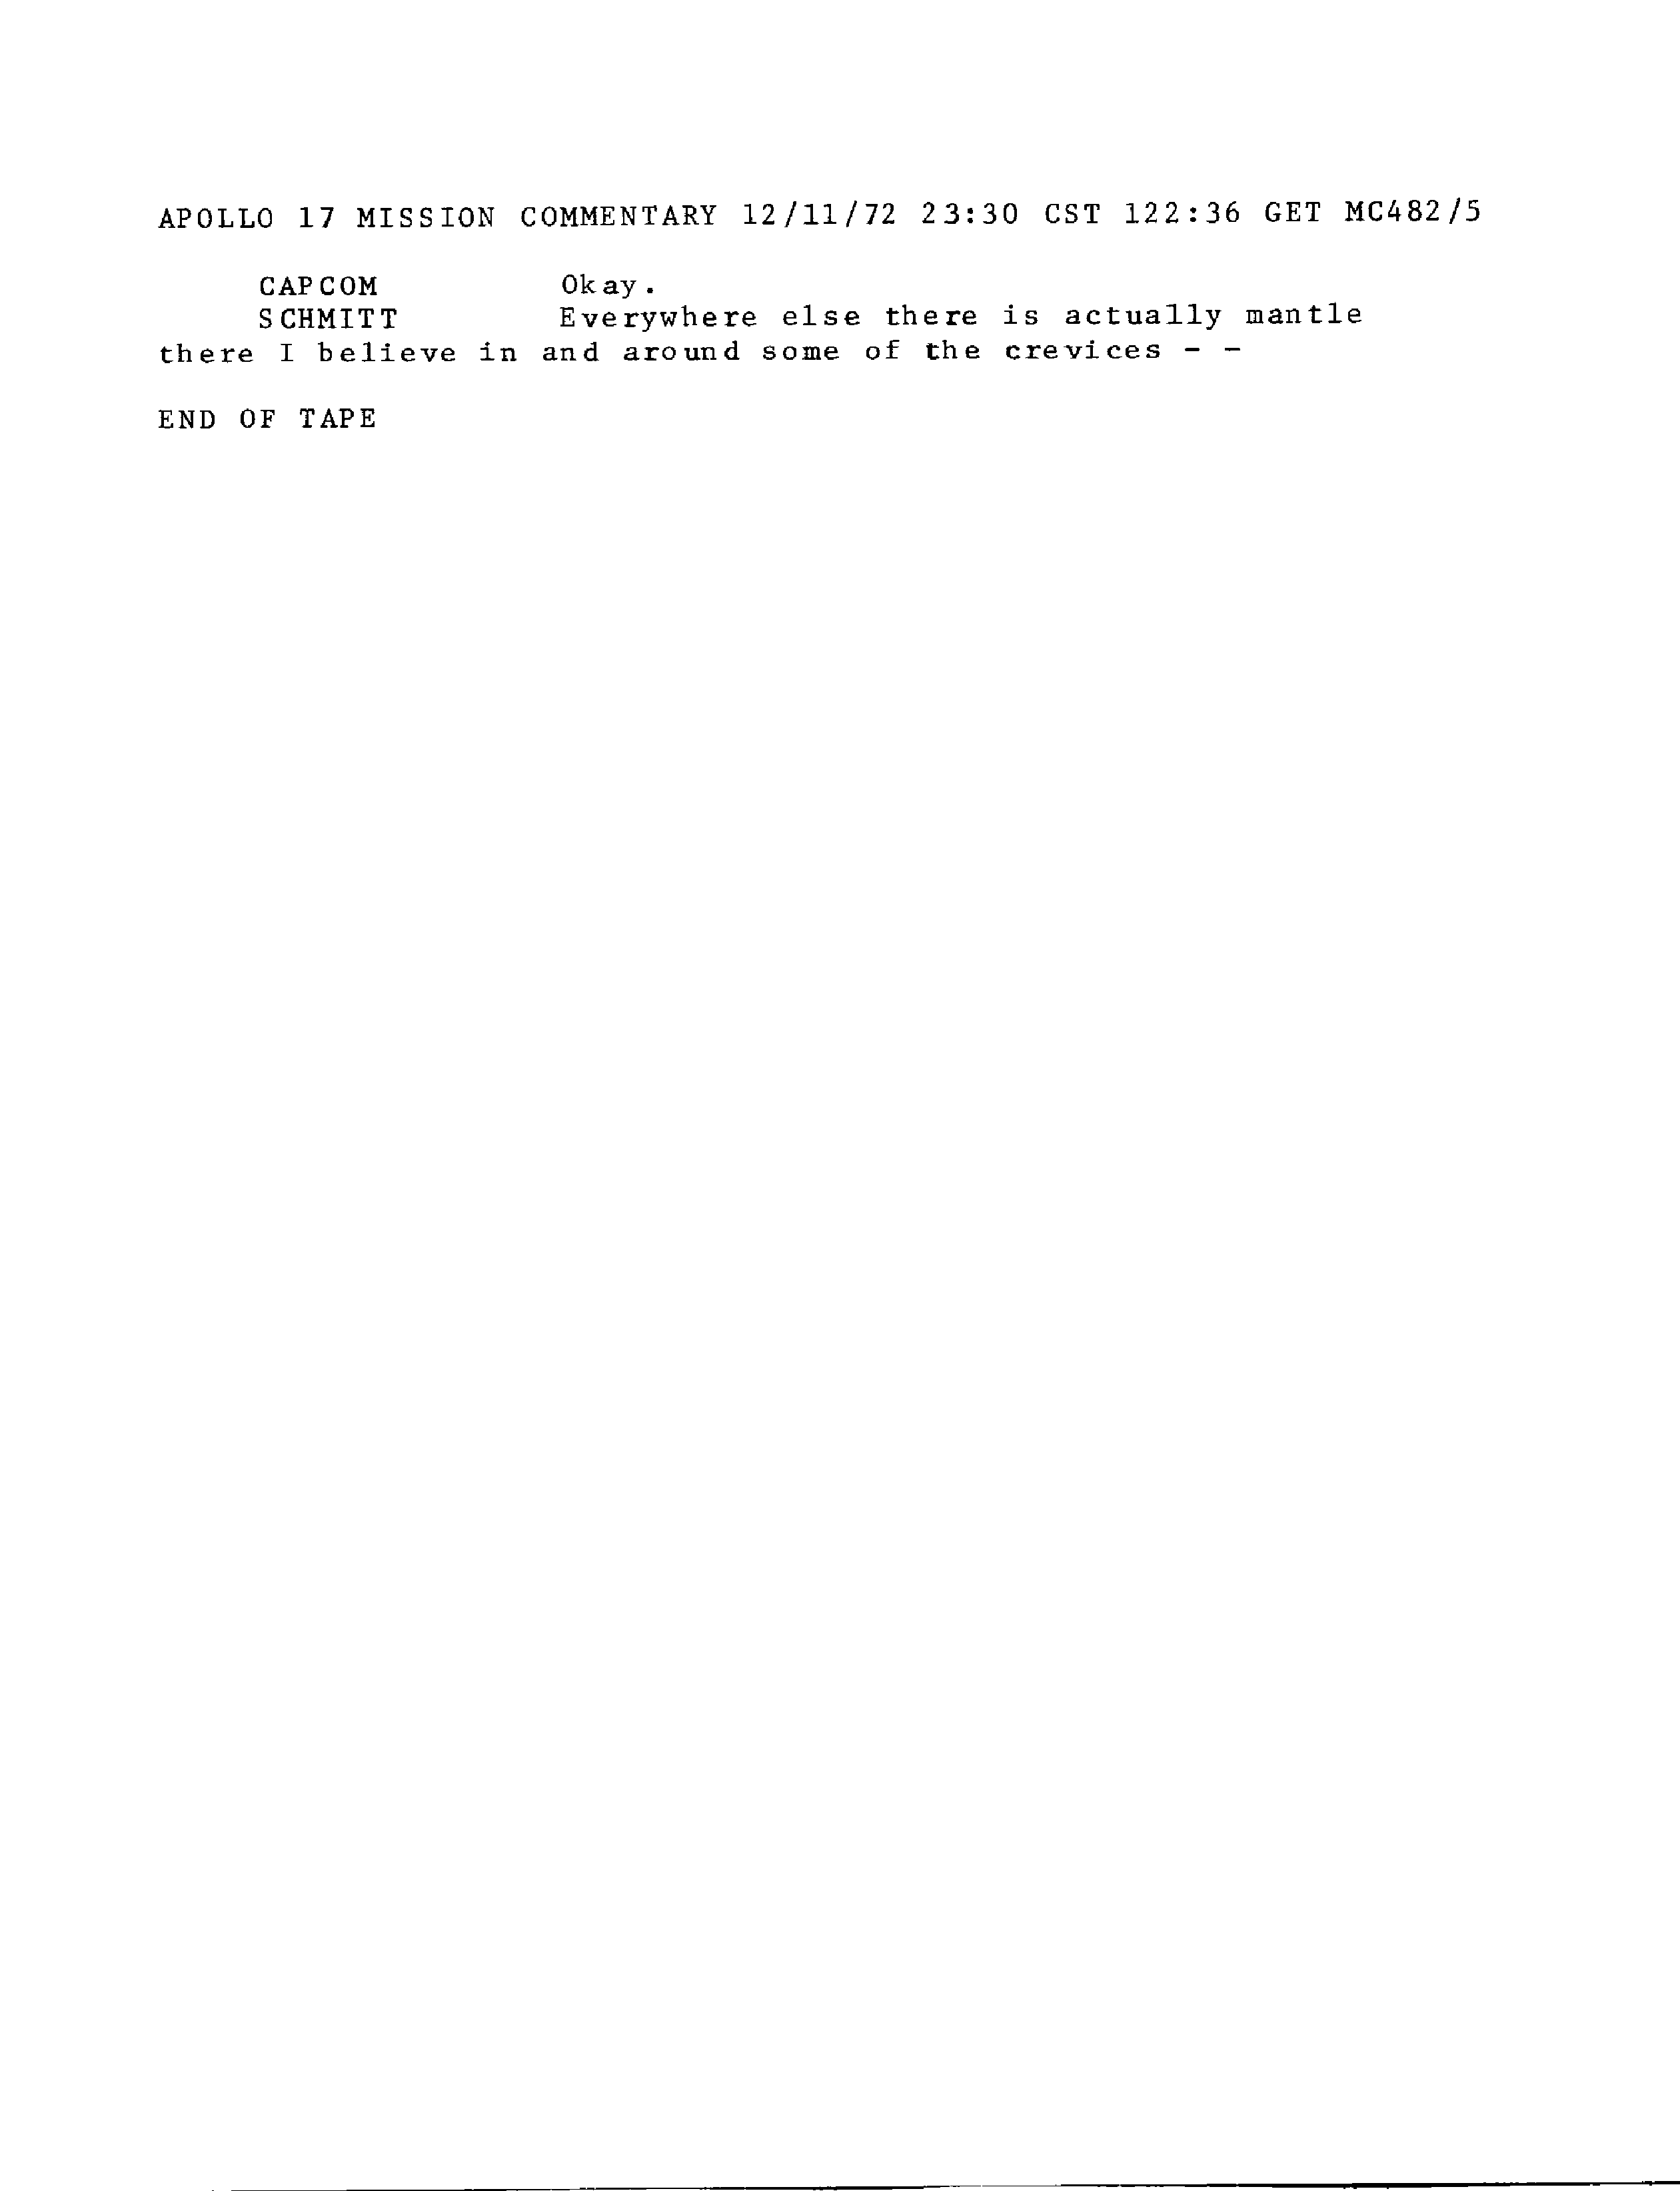 APOLLO 17 MISSION COMMENTARY 12/11/72 23:30 CST 122:36 GET MC482/5
CAPCOM Okay.
SCHMITT Everywhere else there is actually mantle
there I believe in and around some of the crevices - -
END OF TAPE